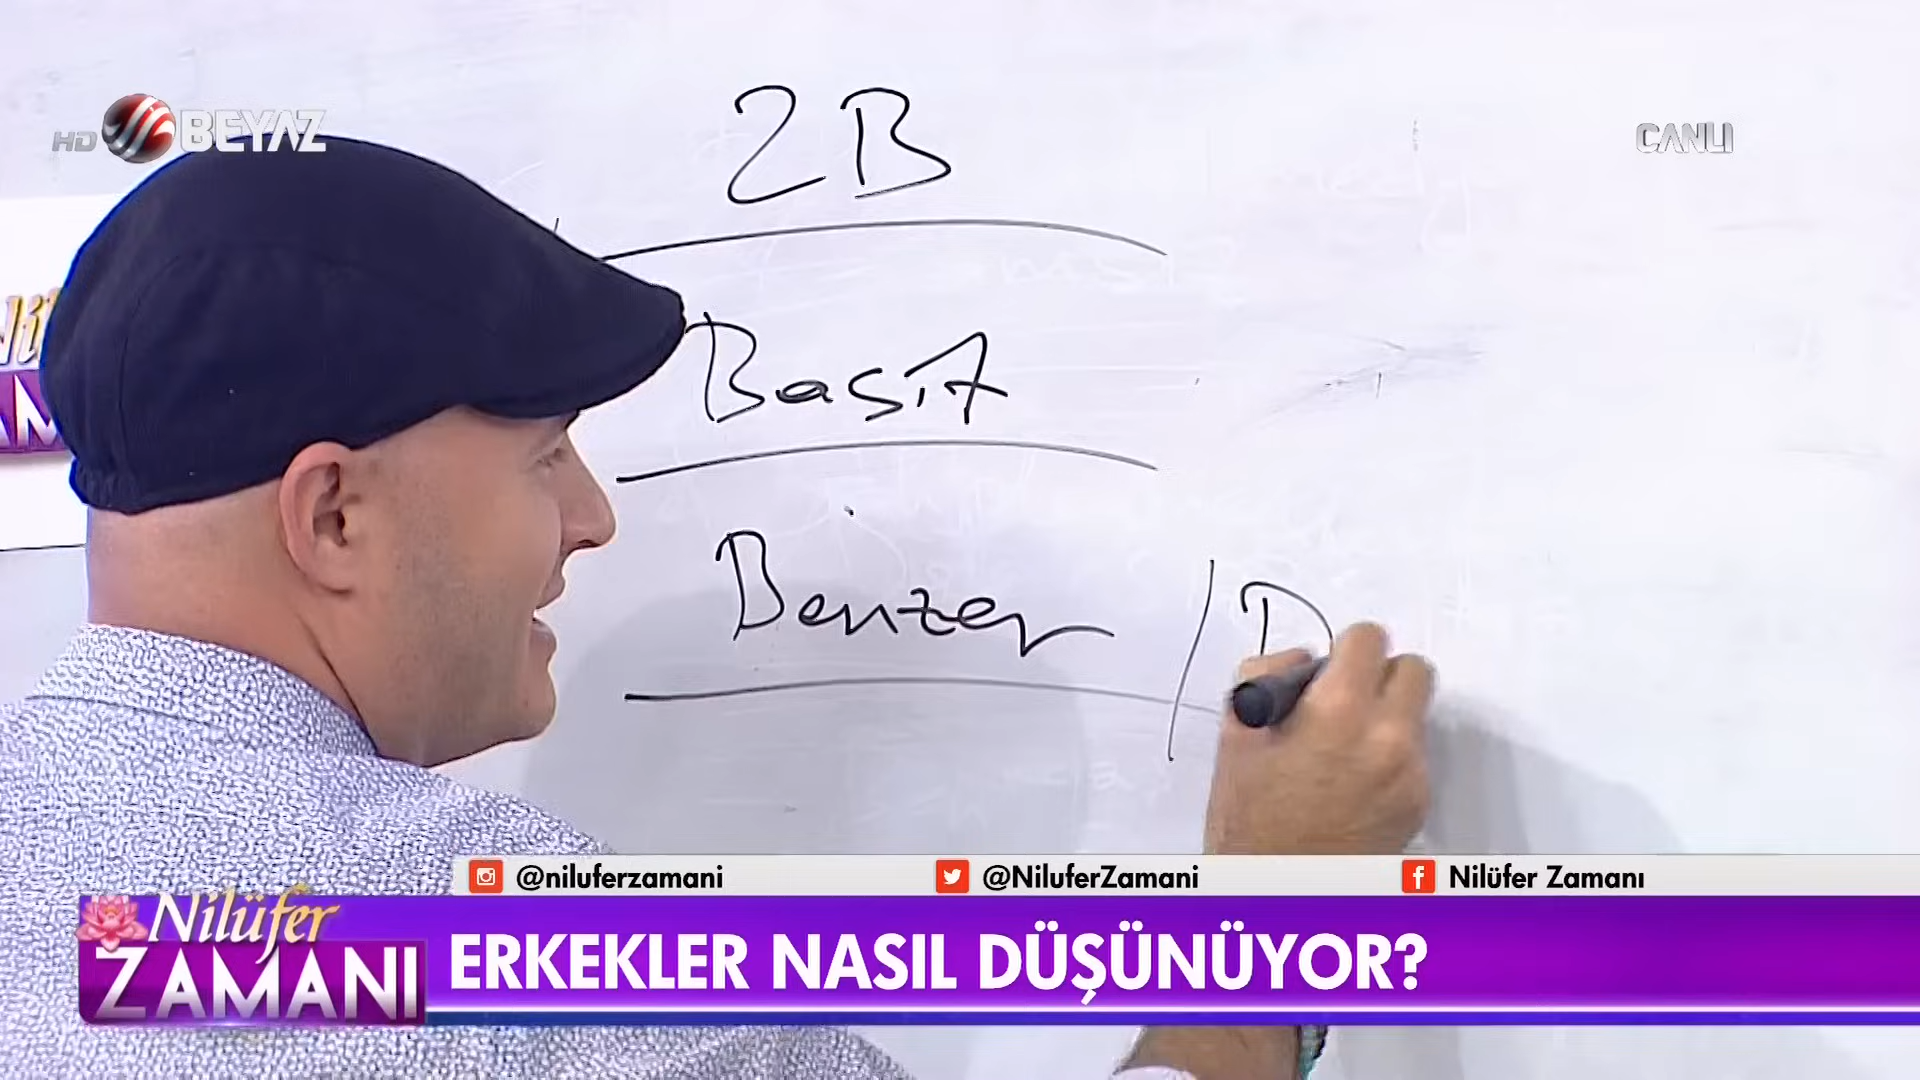 HD BEYAZ
CANLI
2B
Basit
Benzer / D
@niluferzamani
@NiluferZamani
Nilüfer Zamanı
Nilüfer
ZAMANI
ERKEKLER NASIL DÜŞÜNÜYOR?